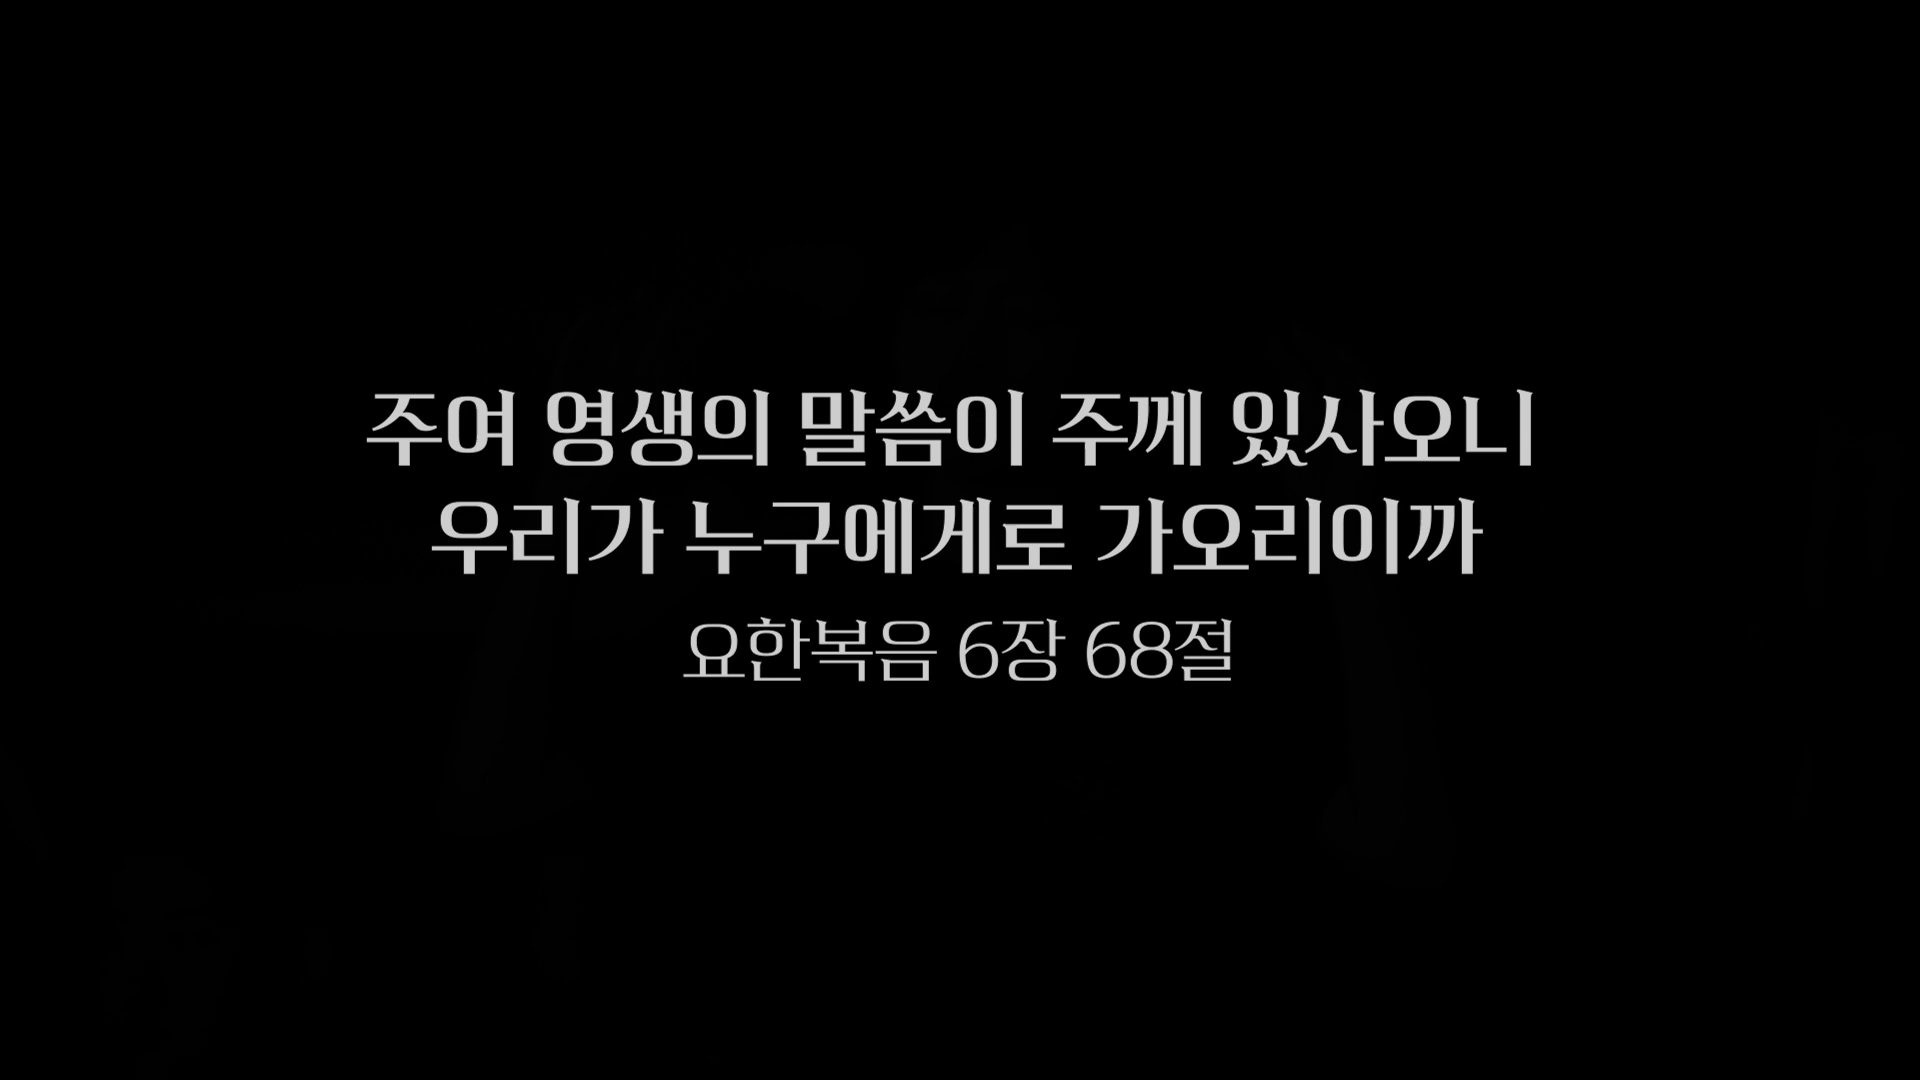 주여 영생의 말씀이 주께 있사오니
우리가 누구에게로 가오리이까
요한복음 6장 68절